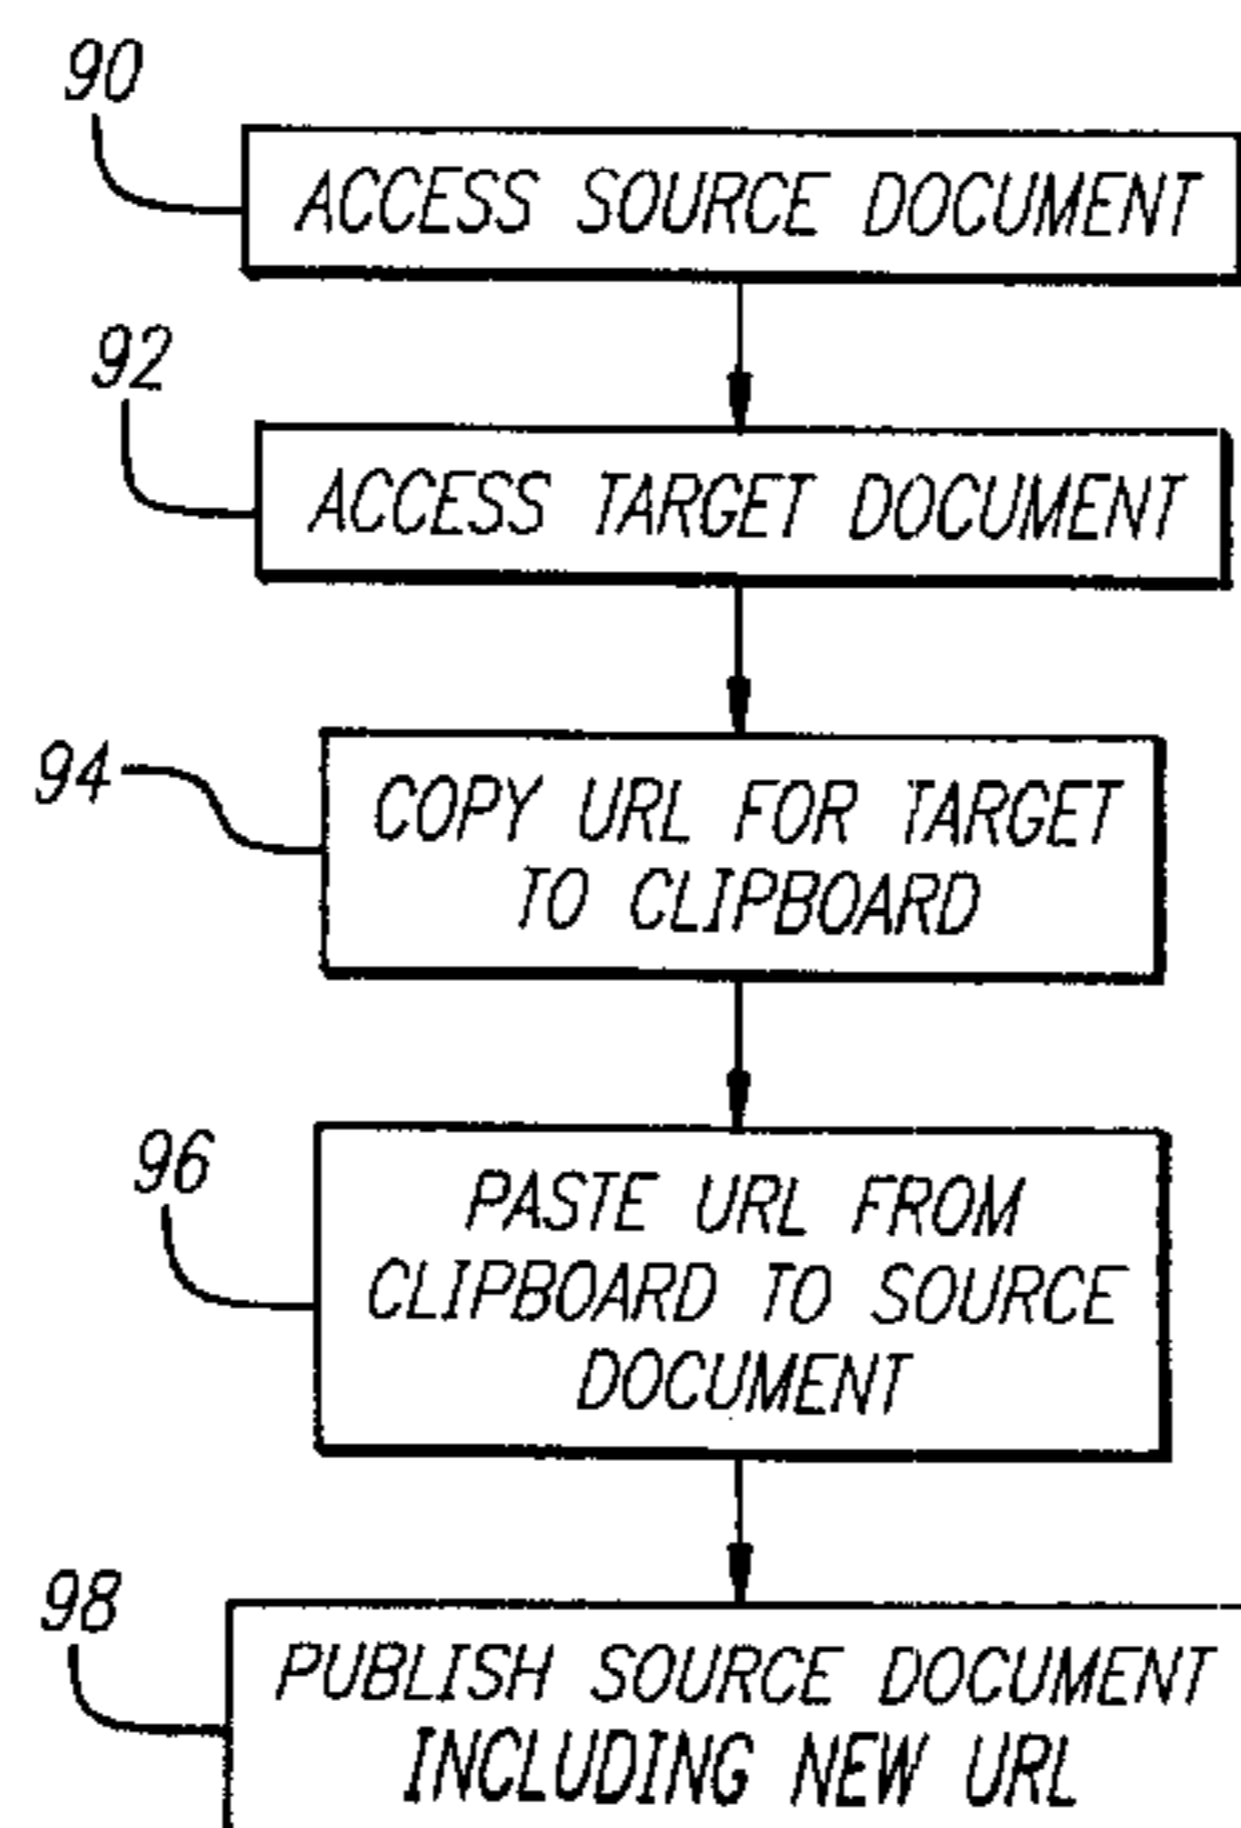 90
ACCESS SOURCE DOCUMENT
92
ACCESS TARGET DOCUMENT
94
COPY URL FOR TARGET
TO CLIPBOARD
96
PASTE URL FROM
CLIPBOARD TO SOURCE
DOCUMENT
98
PUBLISH SOURCE DOCUMENT
INCLUDING NEW URL